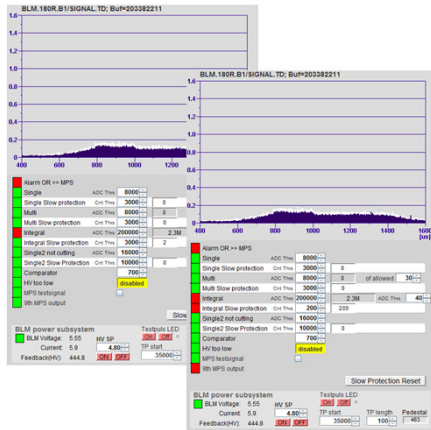 BLM.180R.B1/SIGNAL.TD; Buf=203382211
1.6
1.4
1.2
1.0
0.8
0.6
0.4
0.2
0
400 600 800 1000 1200
Alarm OR >> MPS
Single ADC Thrs 8000
Single Slow protection Cnt Thrs 3000 0
Multi ADC Thrs 8000 0
Multi Slow protection Cnt Thrs 3000 0
Integral ADC Thrs 200000 2.3M
Integral Slow protection Cnt Thrs 3000 2
Single2 not cutting ADC Thrs 16000
Single2 Slow Protection Cnt Thrs 10000 0
Comparator 700
HV too low disabled
MPS testsignal
9th MPS output
Slow
BLM power subsystem
BLM Voltage: 5.55
Current: 5.9
Feedback(HV): 444.8
HV SP
4.80
ON OFF
Testpuls LED
On Off
TP start
35000
BLM.180R.B1/SIGNAL.TD; Buf=203382211
1.6
1.4
1.2
1.0
0.8
0.6
0.4
0.2
0
400 600 800 1000 1200 1400 1600
[us]
Alarm OR >> MPS
Single ADC Thrs 8000
Single Slow protection Cnt Thrs 3000 0
Multi ADC Thrs 8000 0 of allowed 30
Multi Slow protection Cnt Thrs 3000 0
Integral ADC Thrs 200000 2.3M ADC Thrs 40
Integral Slow protection Cnt Thrs 200 200
Single2 not cutting ADC Thrs 16000
Single2 Slow Protection Cnt Thrs 10000 0
Comparator 700
HV too low disabled
MPS testsignal
9th MPS output
Slow Protection Reset
BLM power subsystem
BLM Voltage: 5.55
Current: 5.9
Feedback(HV): 444.8
HV SP
4.80
ON OFF
Testpuls LED
On Off
TP start
35000
TP length
100
Pedestal
463